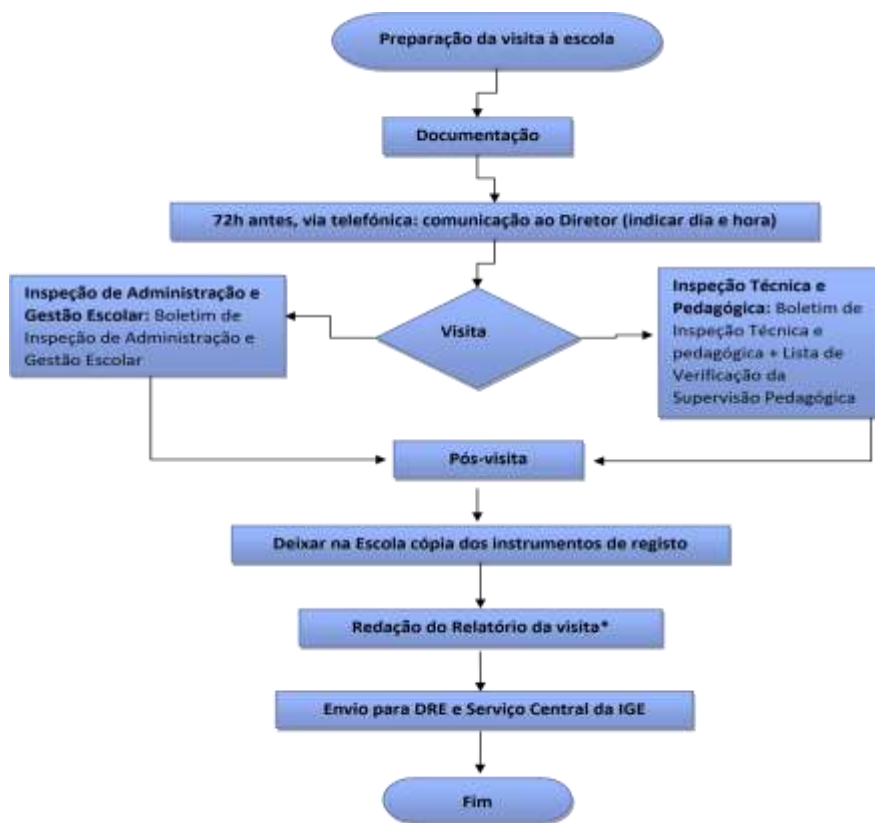 Preparação da visita à escola
Documentação
72h antes, via telefónica: comunicação ao Diretor (indicar dia e hora)
Inspeção de Administração e
Gestão Escolar: Boletim de
Inspeção de Administração e
Gestão Escolar
Visita
Inspeção Técnica e
Pedagógica: Boletim de
Inspeção Técnica e
pedagógica + Lista de
Verificação da
Supervisão Pedagógica
Pós-visita
Deixar na Escola cópia dos instrumentos de registo
Redação do Relatório da visita*
Envio para DRE e Serviço Central da IGE
Fim